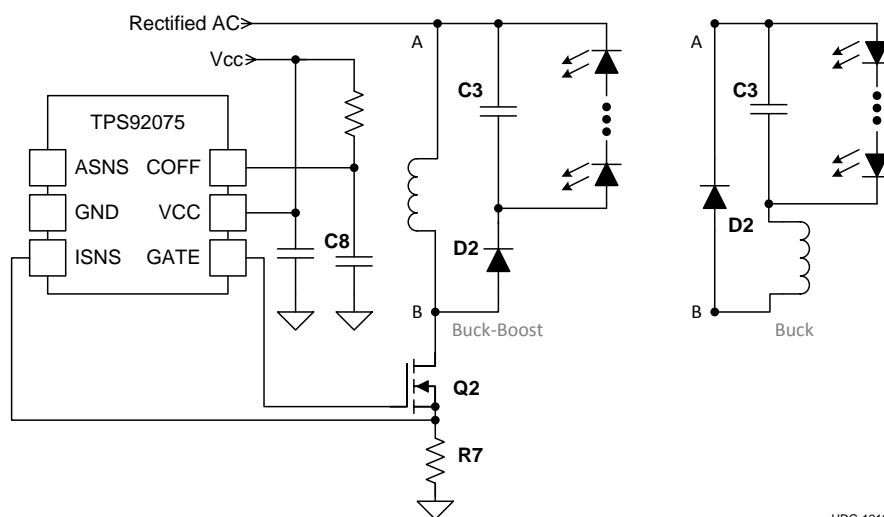 Rectified AC
A
A
Vcc
C3
C3
TPS92075
ASNS COFF
GND VCC
D2
D2
ISNS GATE
C8
B
Buck-Boost
B
Buck
Q2
R7